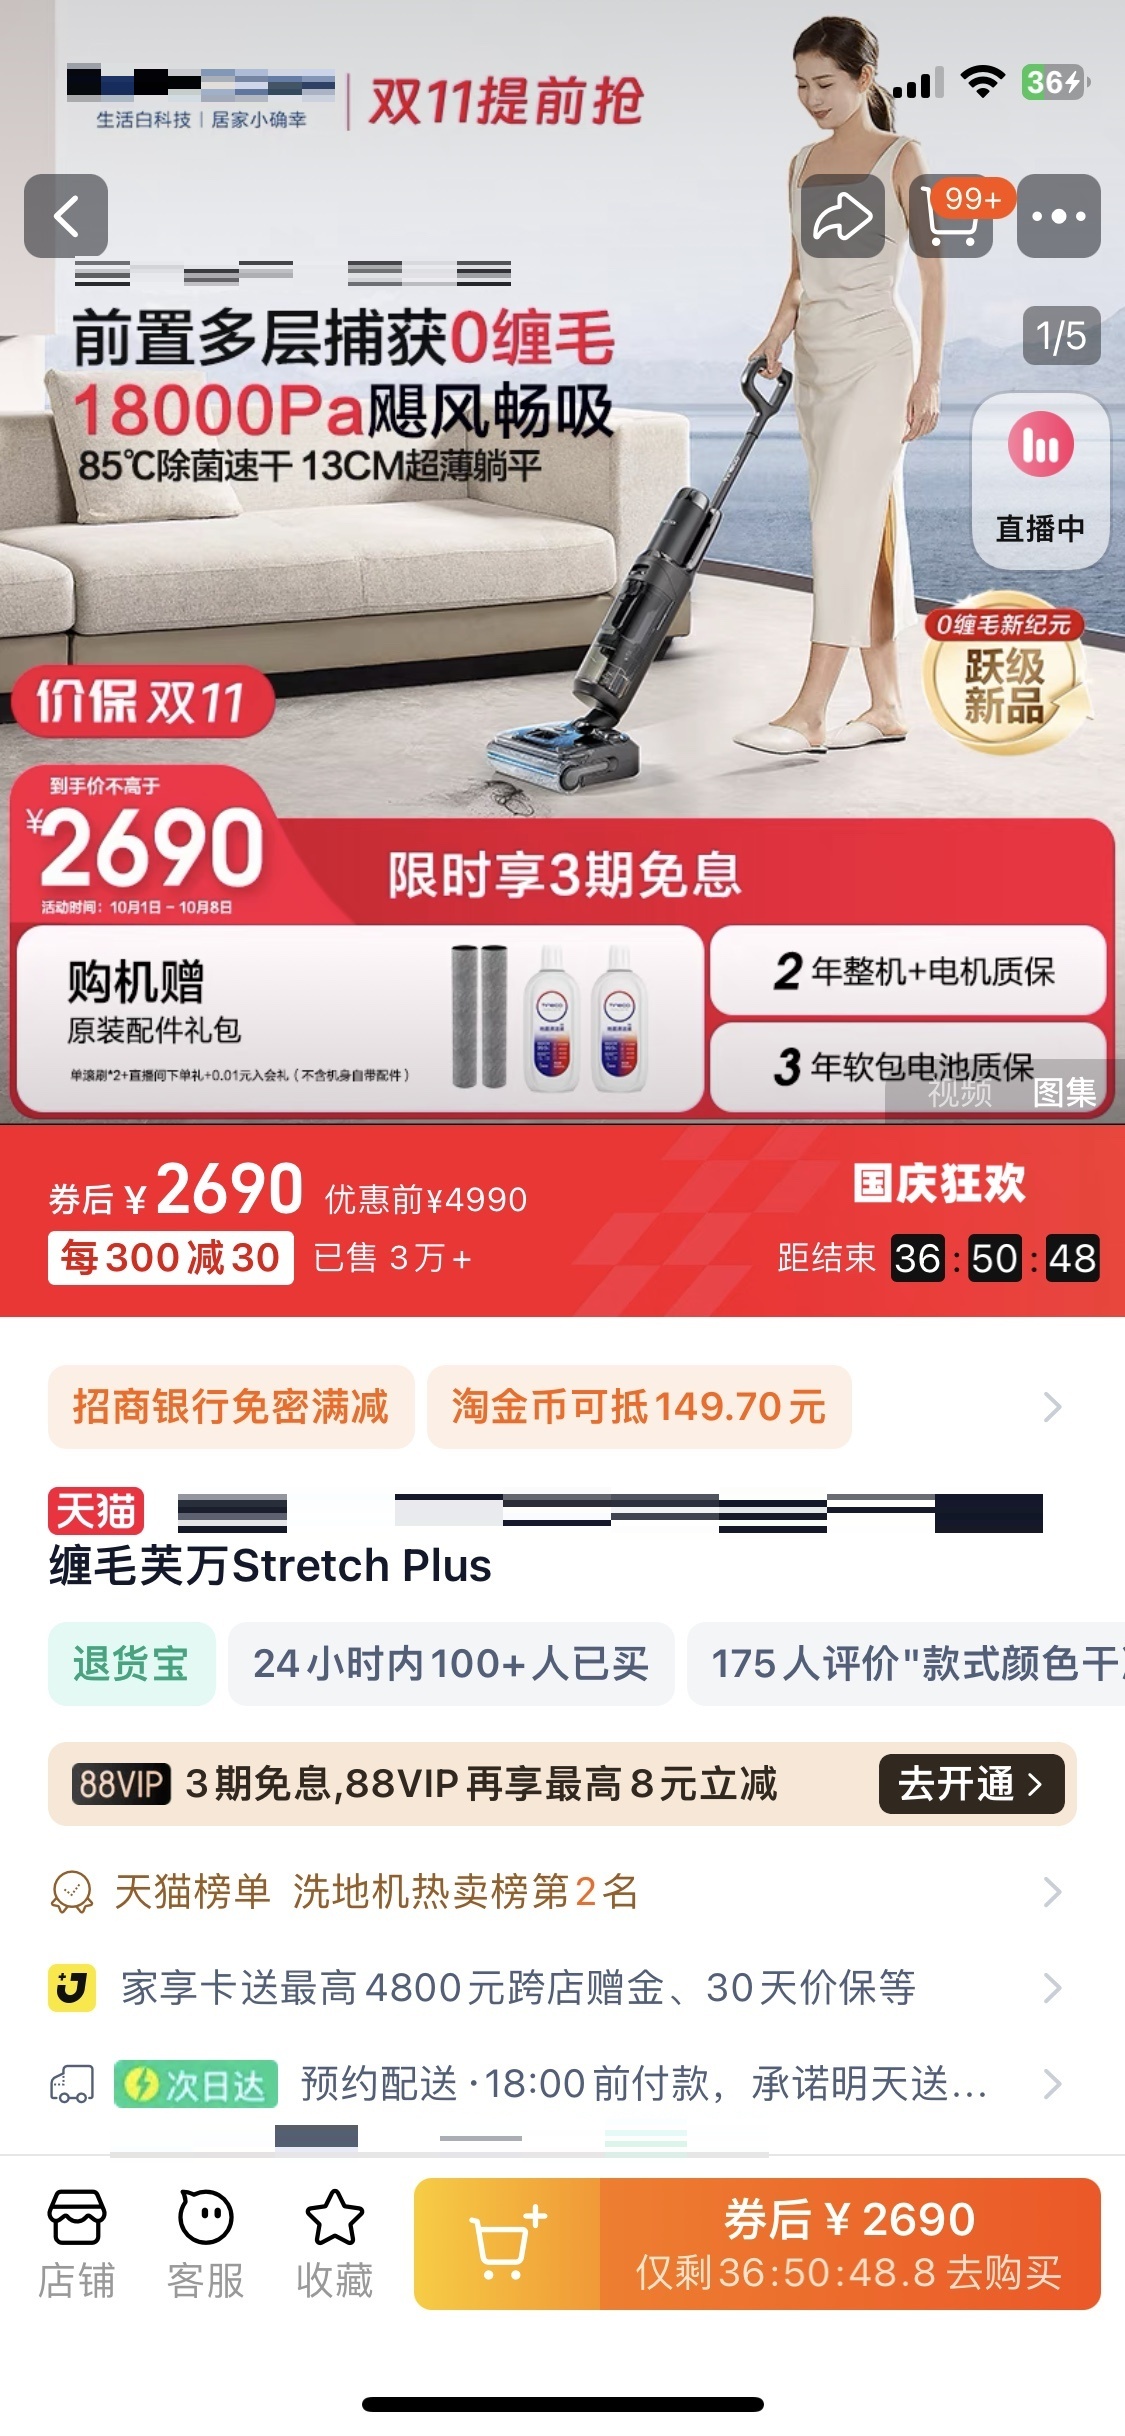 36
生活白科技 | 居家小确幸
双11提前抢
99+
前置多层捕获0缠毛
18000Pa飓风畅吸
85℃除菌速干 13CM超薄躺平
1/5
直播中
0缠毛新纪元
跃级
新品
价保双11
到手价不高于
¥2690
活动时间：10月1日 - 10月8日
限时享3期免息
购机赠
原装配件礼包
单滚刷*2+直播间下单礼+0.01元入会礼（不含机身自带配件）
TINECO
TINECO
2年整机+电机质保
3年软包电池质保
视频 图集
券后 ¥2690 优惠前¥4990
国庆狂欢
每300减30 已售 3万+
距结束 36:50:48
招商银行免密满减
淘金币可抵149.70元
天猫
缠毛芙万Stretch Plus
退货宝
24小时内100+人已买
175人评价"款式颜色干
88VIP 3期免息,88VIP再享最高8元立减 去开通 >
天猫榜单 洗地机热卖榜第2名
家享卡送最高4800元跨店赠金、30天价保等
次日达 预约配送·18:00前付款，承诺明天送...
店铺
客服
收藏
券后 ¥ 2690
仅剩36:50:48.8 去购买